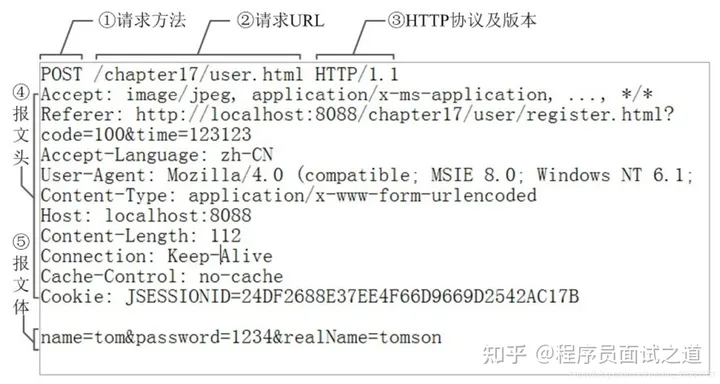 ①请求方法 ②请求URL ③HTTP协议及版本
POST /chapter17/user.html HTTP/1.1
④报文头
Accept: image/jpeg, application/x-ms-application, ..., */*
Referer: http://localhost:8088/chapter17/user/register.html?
code=100&time=123123
Accept-Language: zh-CN
User-Agent: Mozilla/4.0 (compatible; MSIE 8.0; Windows NT 6.1;
Content-Type: application/x-www-form-urlencoded
Host: localhost:8088
Content-Length: 112
Connection: Keep-Alive
Cache-Control: no-cache
Cookie: JSESSIONID=24DF2688E37EE4F66D9669D2542AC17B
⑤报文体
name=tom&password=1234&realName=tomson
知乎 @程序员面试之道